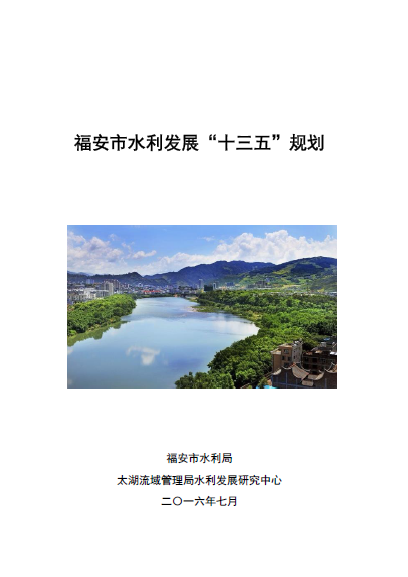 福安市水利发展“十三五”规划
福安市水利局
太湖流域管理局水利发展研究中心
二〇一六年七月